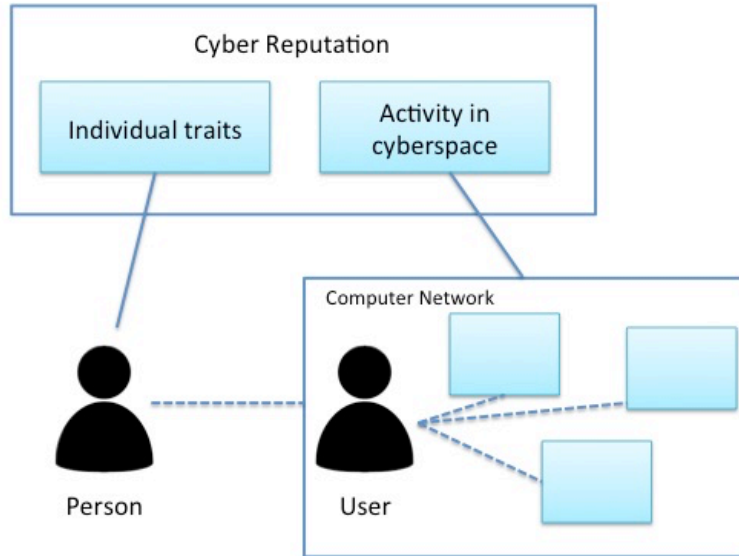 Cyber Reputation
Individual traits
Activity in
cyberspace
Computer Network
Person
User